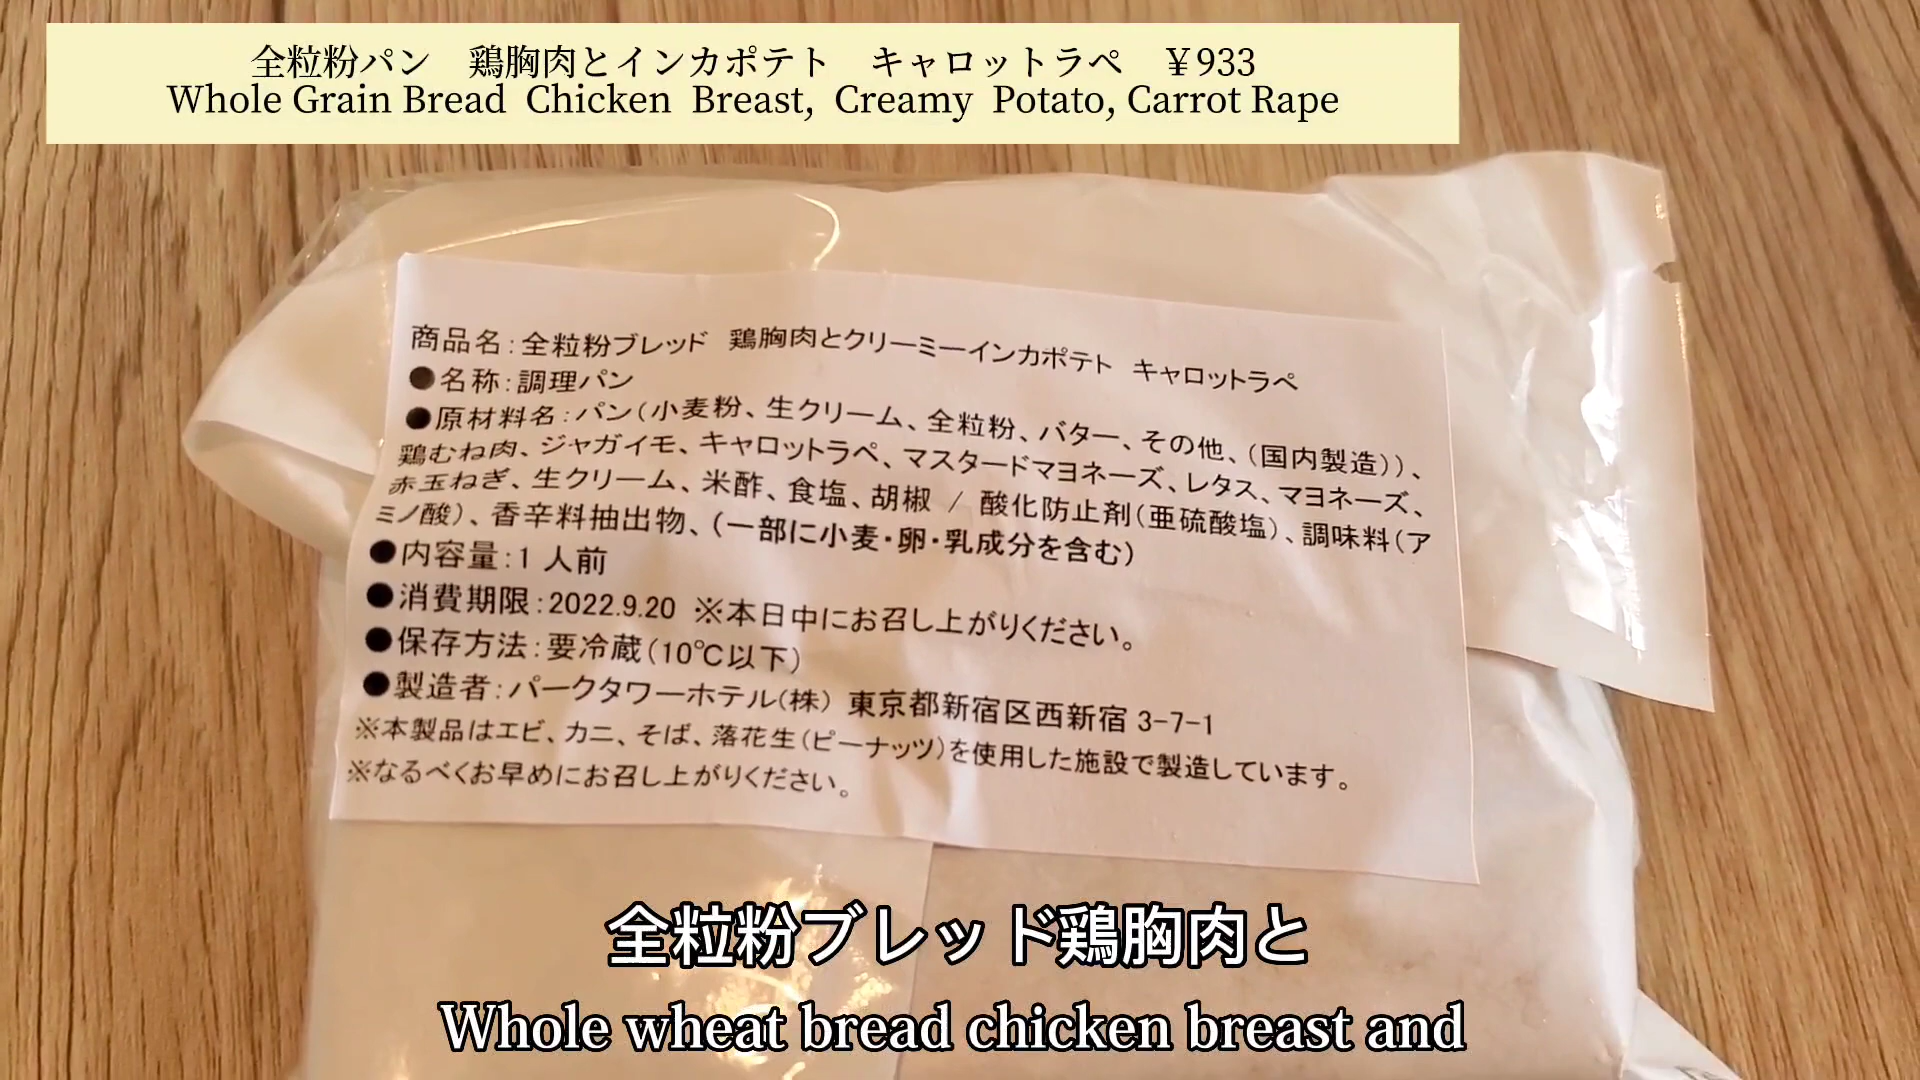 全粒粉パン　鶏胸肉とインカポテト　キャロットラペ　￥933
Whole Grain Bread Chicken Breast, Creamy Potato, Carrot Rape
商品名：全粒粉ブレッド　鶏胸肉とクリーミーインカポテト　キャロットラペ
●名称：調理パン
●原材料名：パン（小麦粉、生クリーム、全粒粉、バター、その他、（国内製造））、
鶏むね肉、ジャガイモ、キャロットラペ、マスタードマヨネーズ、レタス、マヨネーズ、
赤玉ねぎ、生クリーム、米酢、食塩、胡椒 / 酸化防止剤（亜硫酸塩）、調味料（ア
ミノ酸）、香辛料抽出物、（一部に小麦・卵・乳成分を含む）
●内容量：1 人前
●消費期限：2022.9.20 ※本日中にお召し上がりください。
●保存方法：要冷蔵（10℃以下）
●製造者：パークタワーホテル（株） 東京都新宿区西新宿 3-7-1
※本製品はエビ、カニ、そば、落花生（ピーナッツ）を使用した施設で製造しています。
※なるべくお早めにお召し上がりください。
全粒粉ブレッド鶏胸肉と
Whole wheat bread chicken breast and